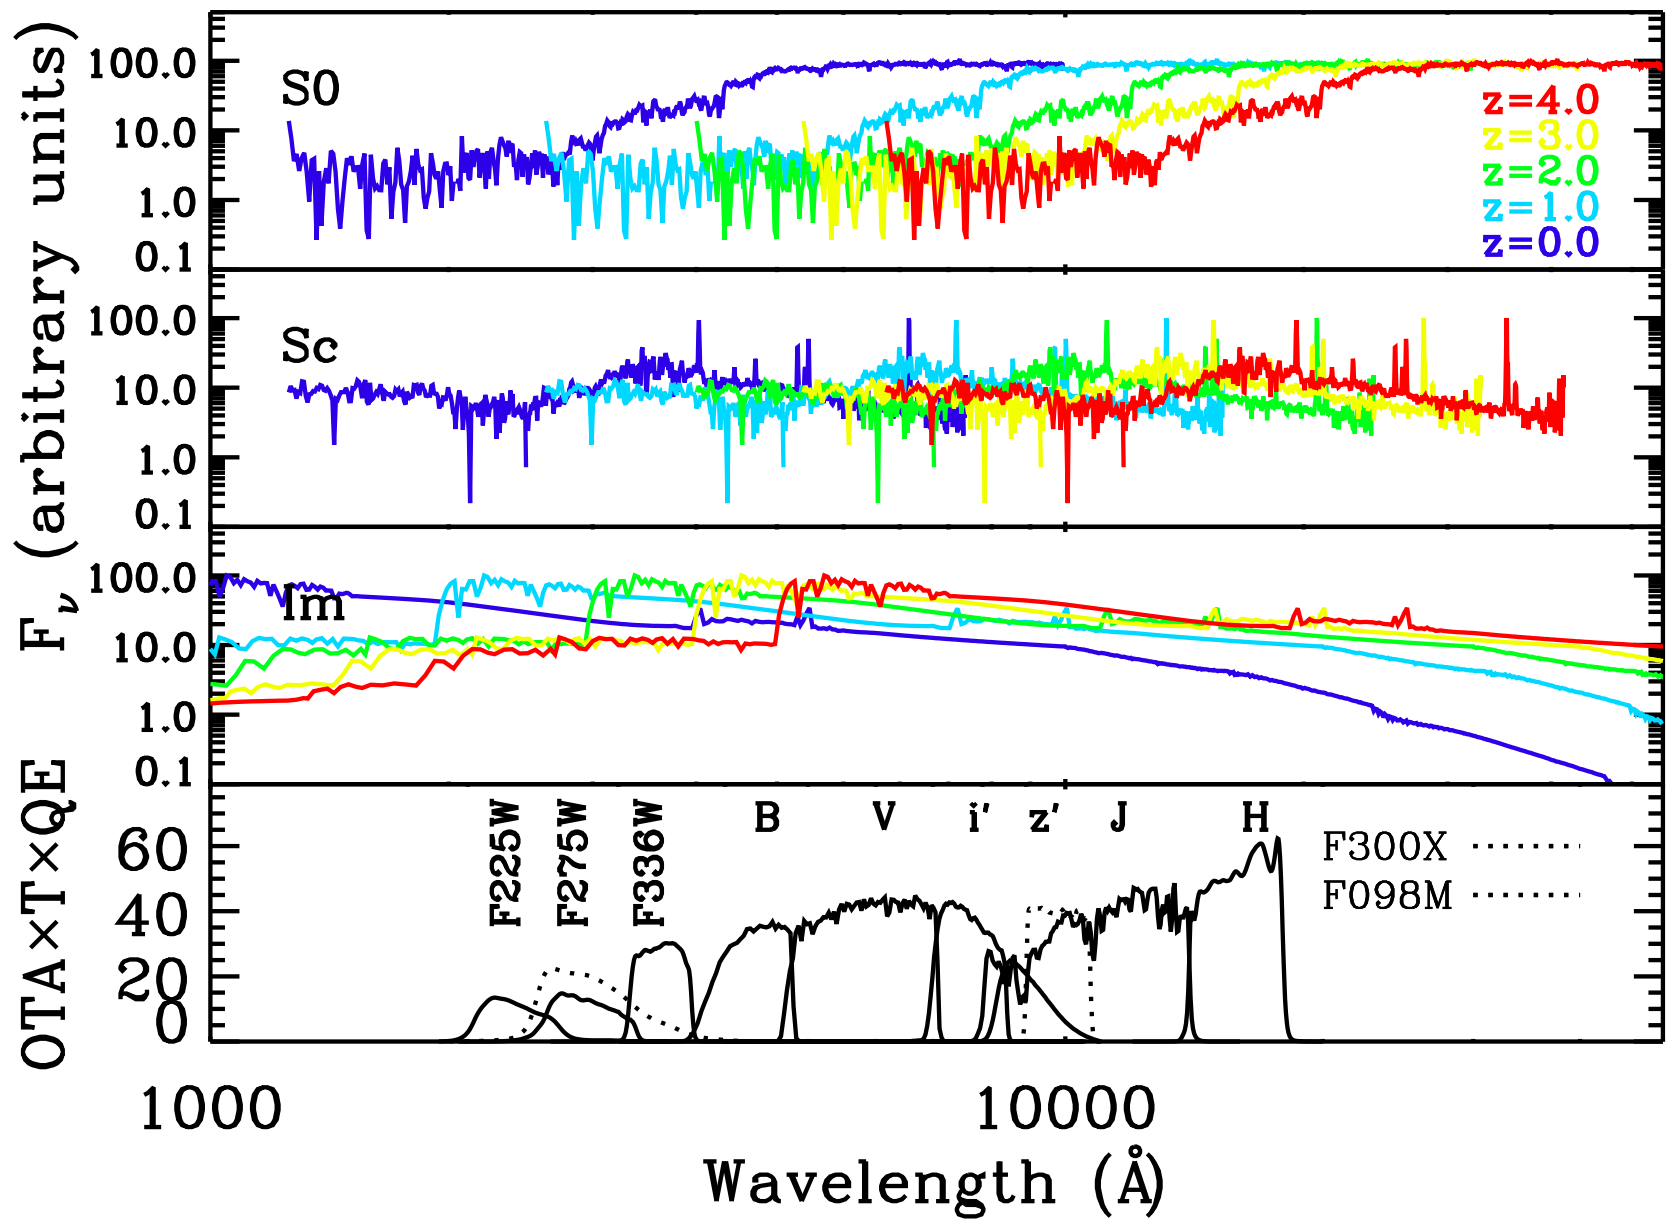 Fν (arbitrary units)
100.0
10.0
1.0
0.1
S0
z=4.0
z=3.0
z=2.0
z=1.0
z=0.0
100.0
10.0
1.0
0.1
Sc
100.0
10.0
1.0
0.1
Im
OTA×T×QE
60
40
20
0
F225W
F275W
F336W
B
V
i'
z'
J
H
F300X
F098M
1000
10000
Wavelength (Å)